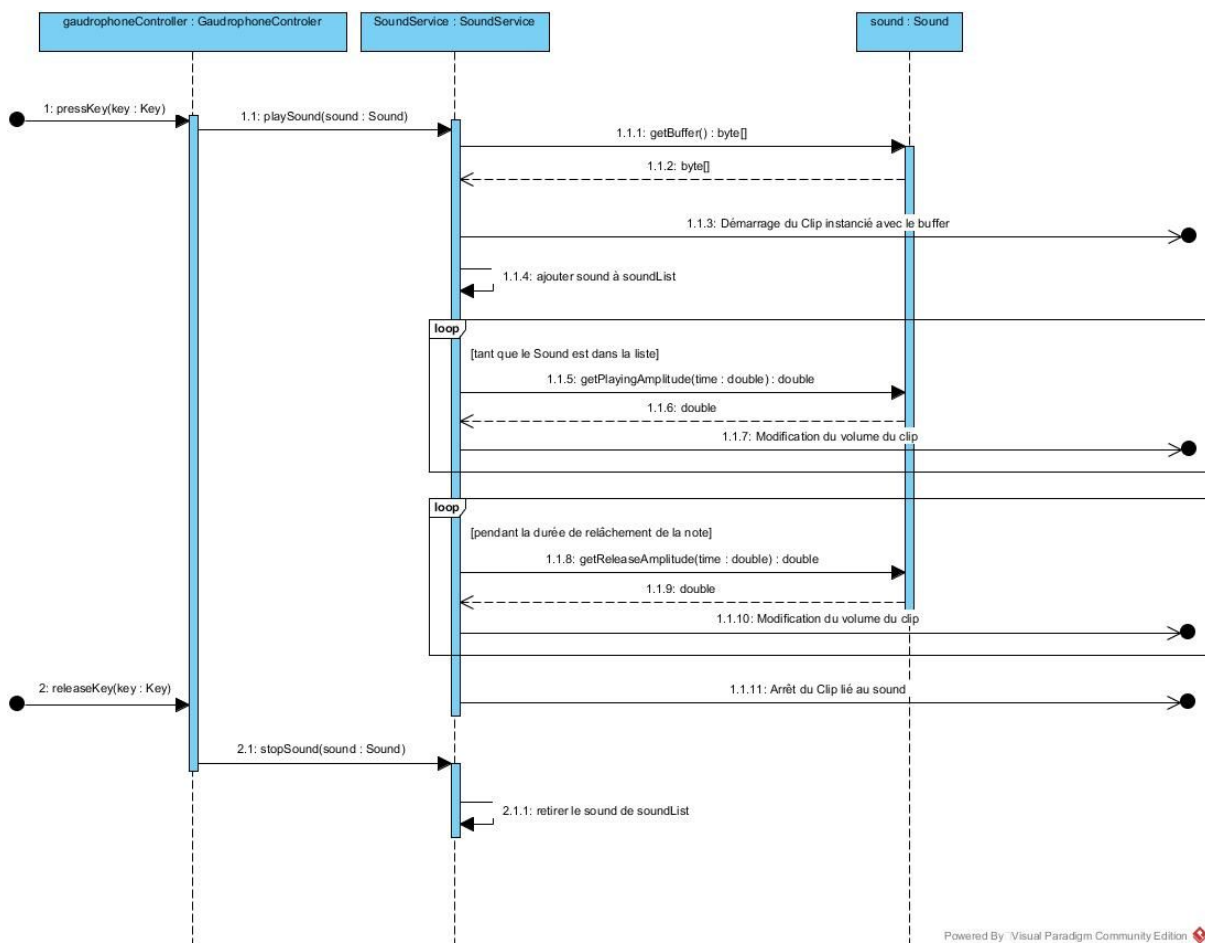 gaudrophoneController : GaudrophoneControler
SoundService : SoundService
sound : Sound
1: pressKey(key : Key)
1.1: playSound(sound : Sound)
1.1.1: getBuffer() : byte[]
1.1.2: byte[]
1.1.3: Démarrage du Clip instancié avec le buffer
1.1.4: ajouter sound à soundList
loop
[tant que le Sound est dans la liste]
1.1.5: getPlayingAmplitude(time : double) : double
1.1.6: double
1.1.7: Modification du volume du clip
loop
[pendant la durée de relâchement de la note]
1.1.8: getReleaseAmplitude(time : double) : double
1.1.9: double
1.1.10: Modification du volume du clip
2: releaseKey(key : Key)
1.1.11: Arrêt du Clip lié au sound
2.1: stopSound(sound : Sound)
2.1.1: retirer le sound de soundList
Powered By Visual Paradigm Community Edition